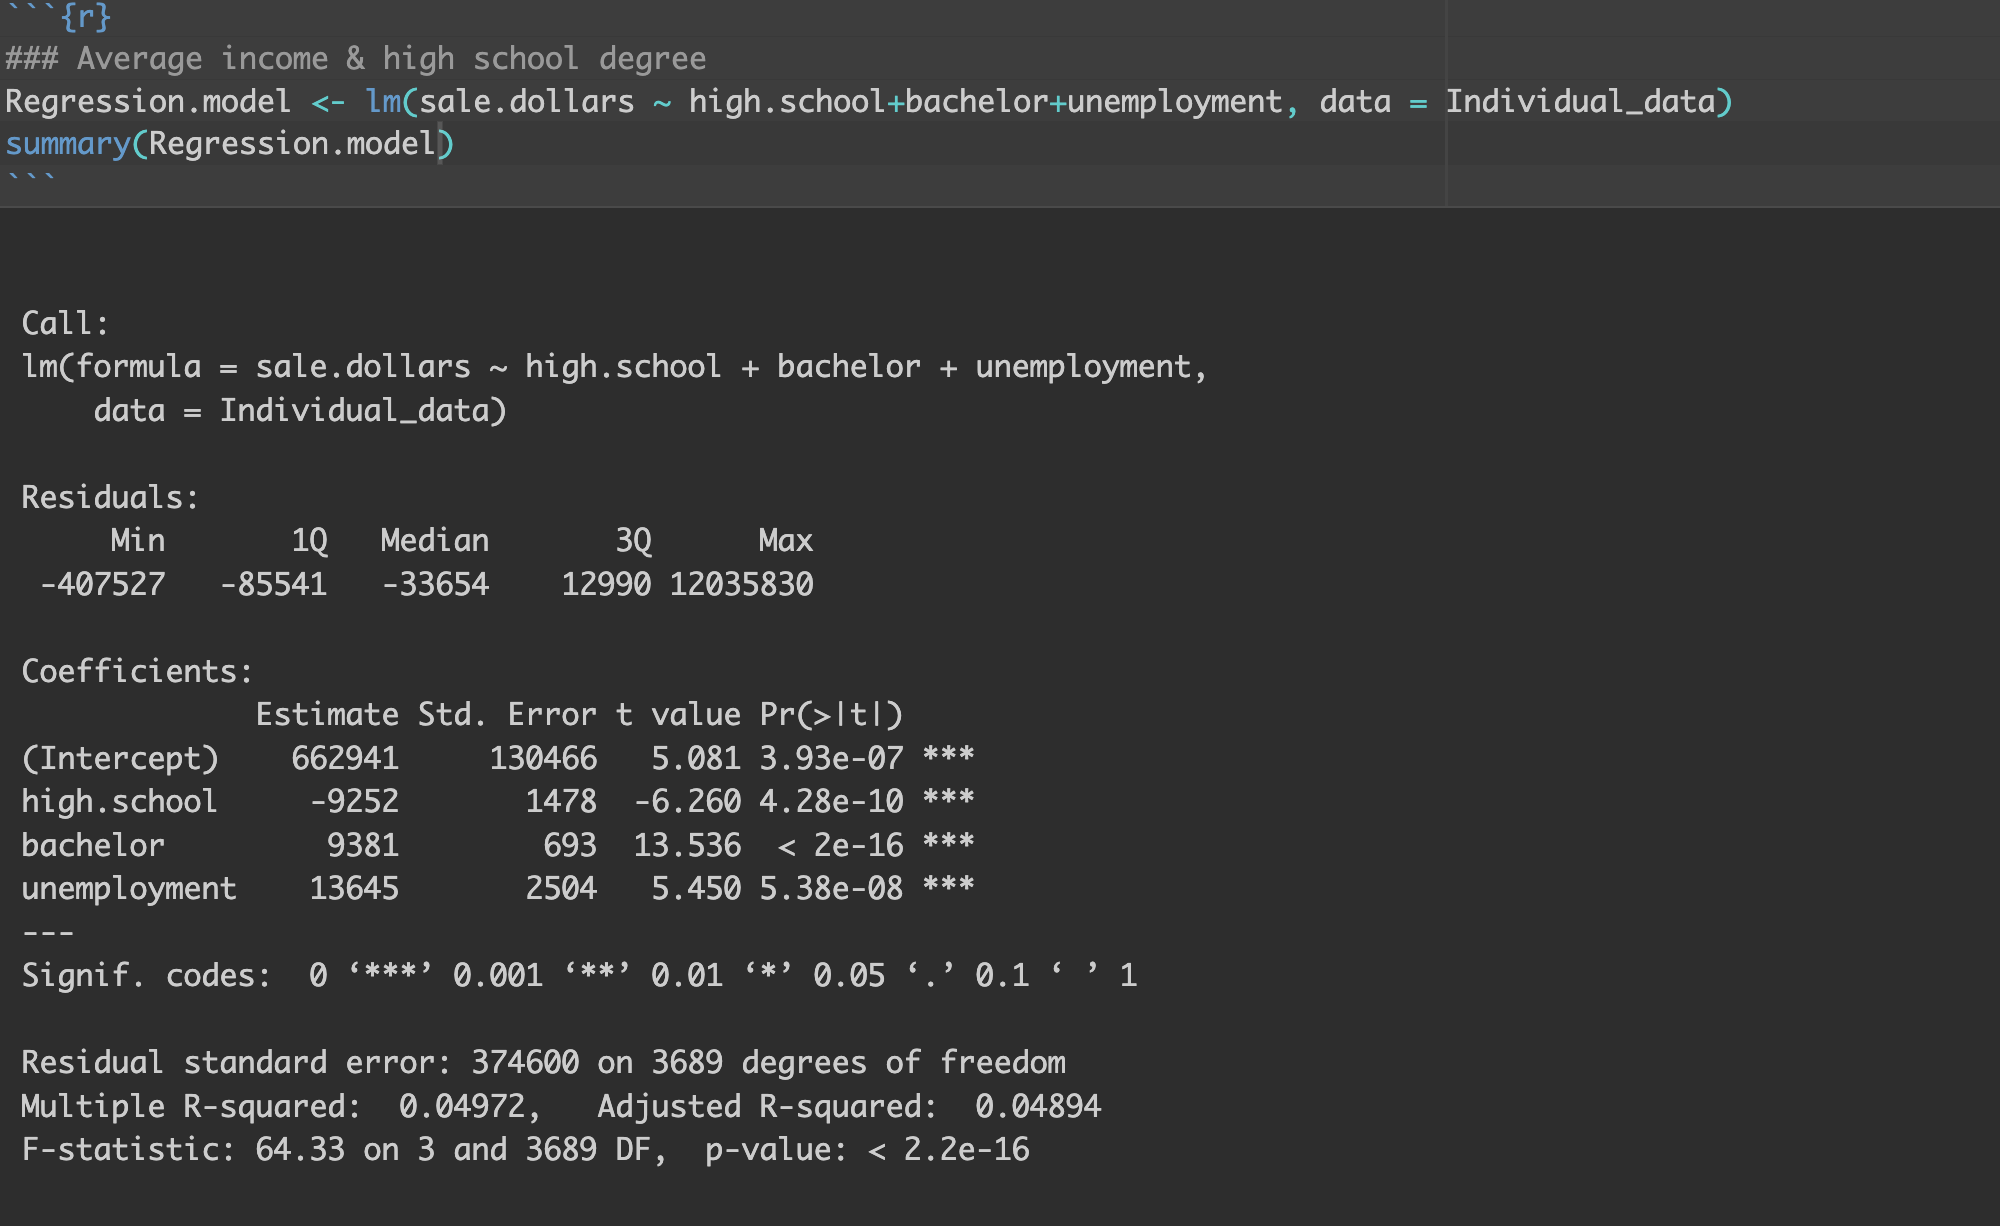 ```{r}
### Average income & high school degree
Regression.model <- lm(sale.dollars ~ high.school+bachelor+unemployment, data = Individual_data)
summary(Regression.model)
```
Call:
lm(formula = sale.dollars ~ high.school + bachelor + unemployment,
    data = Individual_data)
Residuals:
     Min       1Q   Median       3Q      Max
 -407527   -85541   -33654    12990 12035830
Coefficients:
             Estimate Std. Error t value Pr(>|t|)
(Intercept)    662941     130466   5.081 3.93e-07 ***
high.school     -9252       1478  -6.260 4.28e-10 ***
bachelor         9381        693  13.536  < 2e-16 ***
unemployment    13645       2504   5.450 5.38e-08 ***
---
Signif. codes:  0 ‘***’ 0.001 ‘**’ 0.01 ‘*’ 0.05 ‘.’ 0.1 ‘ ’ 1
Residual standard error: 374600 on 3689 degrees of freedom
Multiple R-squared:  0.04972,   Adjusted R-squared:  0.04894
F-statistic: 64.33 on 3 and 3689 DF,  p-value: < 2.2e-16